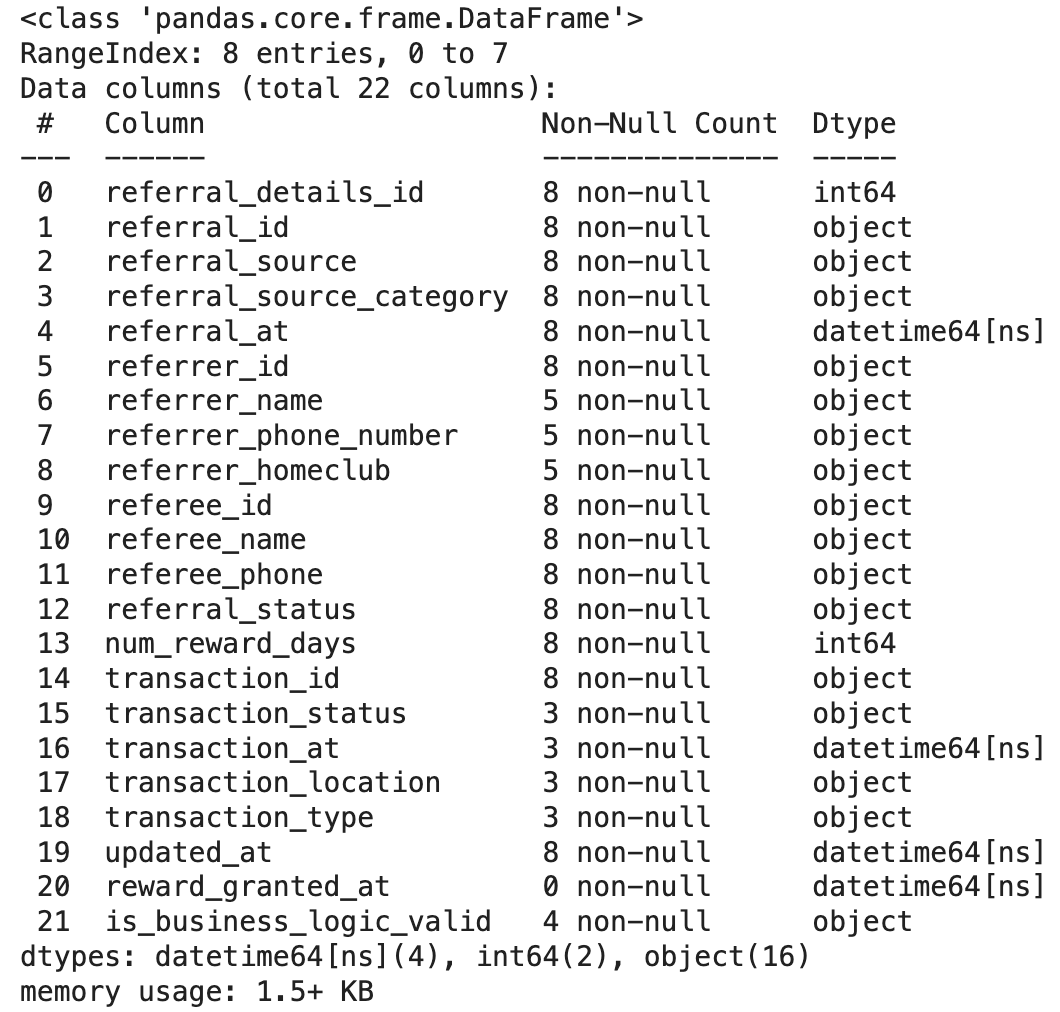 <class 'pandas.core.frame.DataFrame'>
RangeIndex: 8 entries, 0 to 7
Data columns (total 22 columns):
 #   Column                    Non-Null Count  Dtype
---  ------                    --------------  -----
 0   referral_details_id       8 non-null      int64
 1   referral_id               8 non-null      object
 2   referral_source           8 non-null      object
 3   referral_source_category  8 non-null      object
 4   referral_at               8 non-null      datetime64[ns]
 5   referrer_id               8 non-null      object
 6   referrer_name             5 non-null      object
 7   referrer_phone_number     5 non-null      object
 8   referrer_homeclub         5 non-null      object
 9   referee_id                8 non-null      object
 10  referee_name              8 non-null      object
 11  referee_phone             8 non-null      object
 12  referral_status           8 non-null      object
 13  num_reward_days           8 non-null      int64
 14  transaction_id            8 non-null      object
 15  transaction_status        3 non-null      object
 16  transaction_at            3 non-null      datetime64[ns]
 17  transaction_location      3 non-null      object
 18  transaction_type          3 non-null      object
 19  updated_at                8 non-null      datetime64[ns]
 20  reward_granted_at         0 non-null      datetime64[ns]
 21  is_business_logic_valid   4 non-null      object
dtypes: datetime64[ns](4), int64(2), object(16)
memory usage: 1.5+ KB